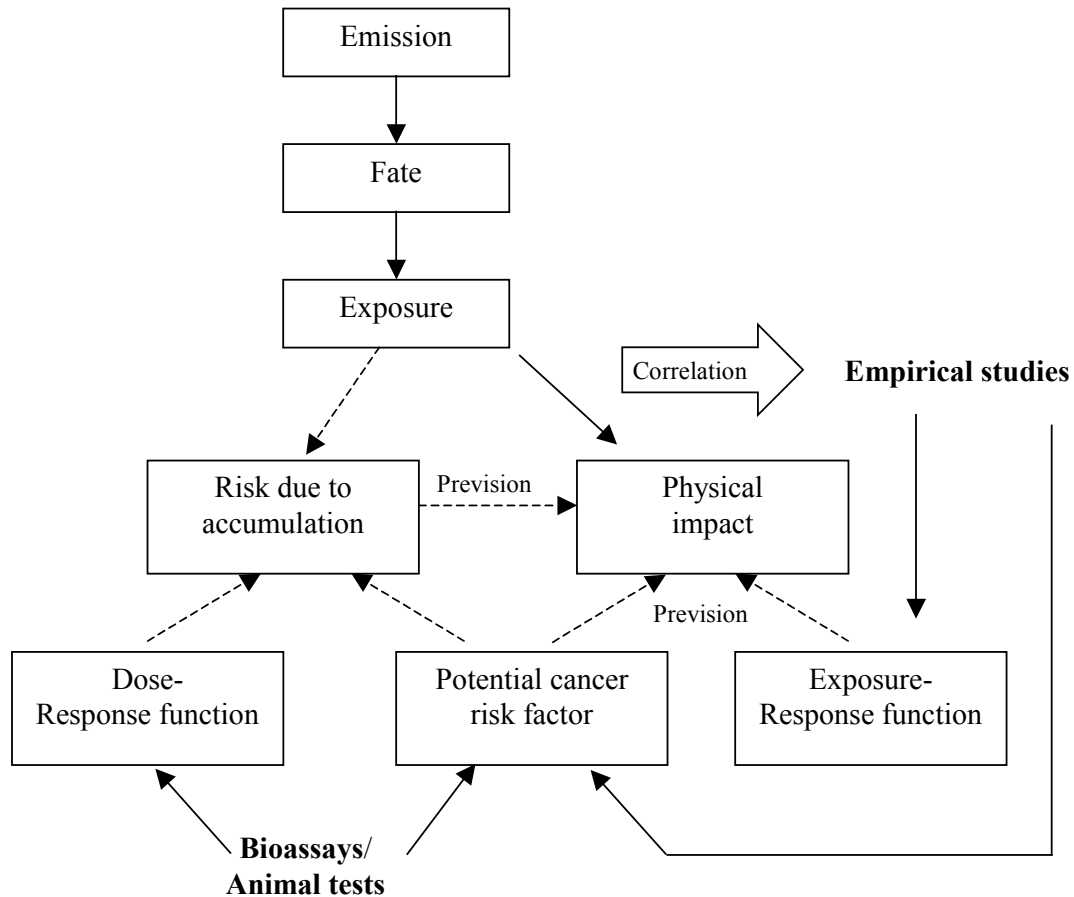 Emission
Fate
Exposure
Correlation
Empirical studies
Risk due to
accumulation
Prevision
Physical
impact
Prevision
Dose-
Response function
Potential cancer
risk factor
Exposure-
Response function
Bioassays/
Animal tests